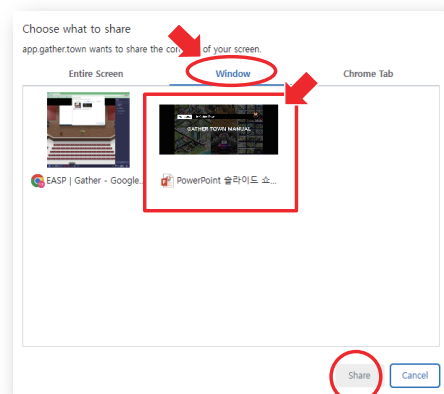 Choose what to share
app.gather.town wants to share the con of your screen.
Entire Screen Window Chrome Tab
GATHER TOWN MANUAL
EASP | Gather - Google...
PowerPoint 슬라이드 쇼...
Share Cancel